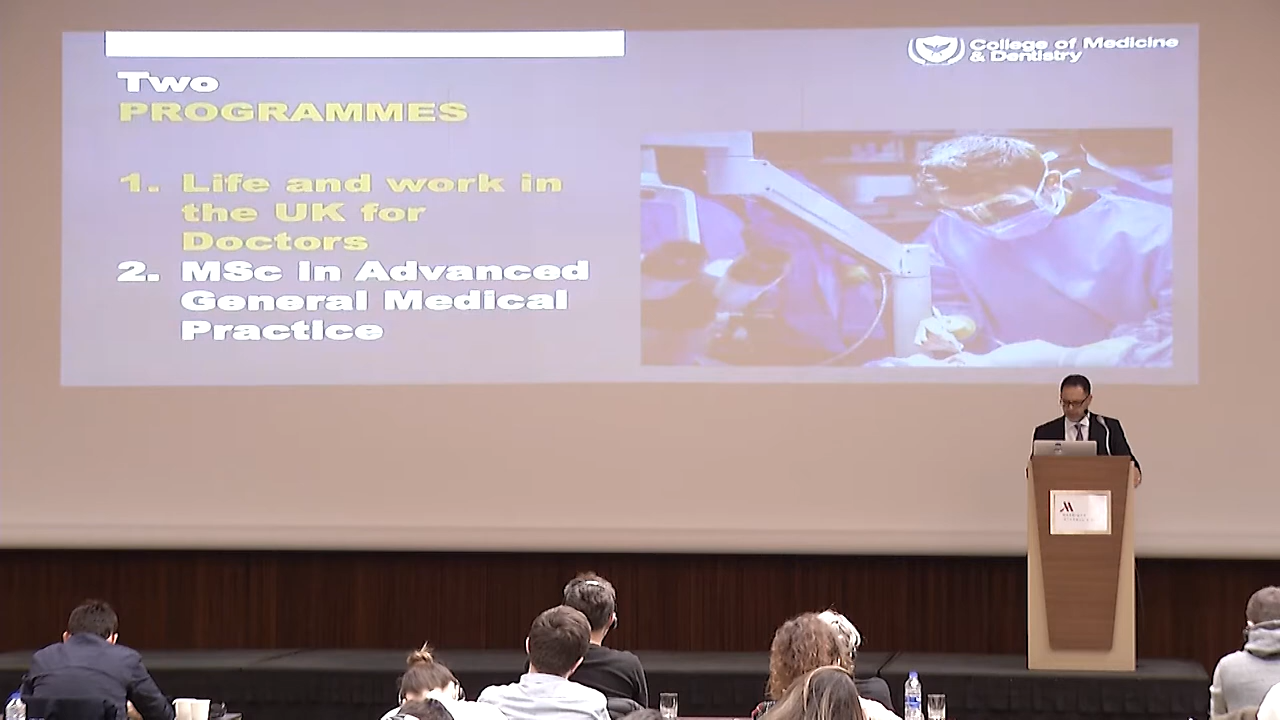 College of Medicine
& Dentistry
Two
PROGRAMMES
1. Life and work in
the UK for
Doctors
2. MSc In Advanced
General Medical
Practice